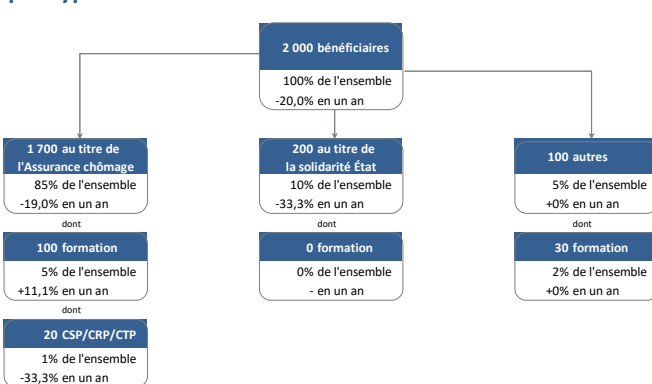 2 000 bénéficiaires
100% de l'ensemble
-20,0% en un an
1 700 au titre de
l'Assurance chômage
85% de l'ensemble
-19,0% en un an
dont
100 formation
5% de l'ensemble
+11,1% en un an
dont
20 CSP/CRP/CTP
1% de l'ensemble
-33,3% en un an
200 au titre de
la solidarité État
10% de l'ensemble
-33,3% en un an
dont
0 formation
0% de l'ensemble
- en un an
100 autres
5% de l'ensemble
+0% en un an
dont
30 formation
2% de l'ensemble
+0% en un an